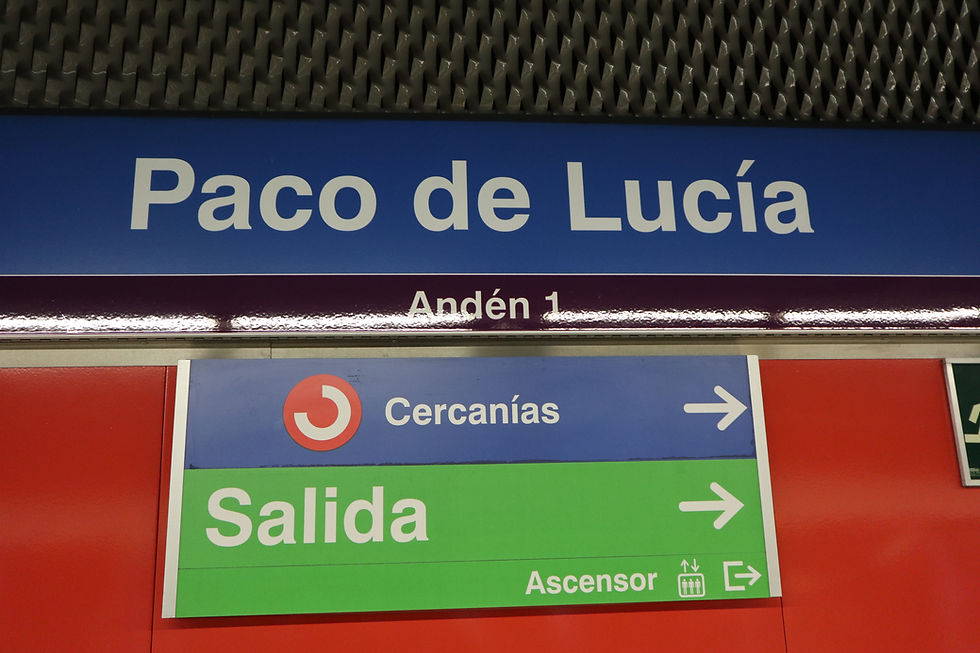 Paco de Lucía
Andén 1
Cercanías
Salida
Ascensor